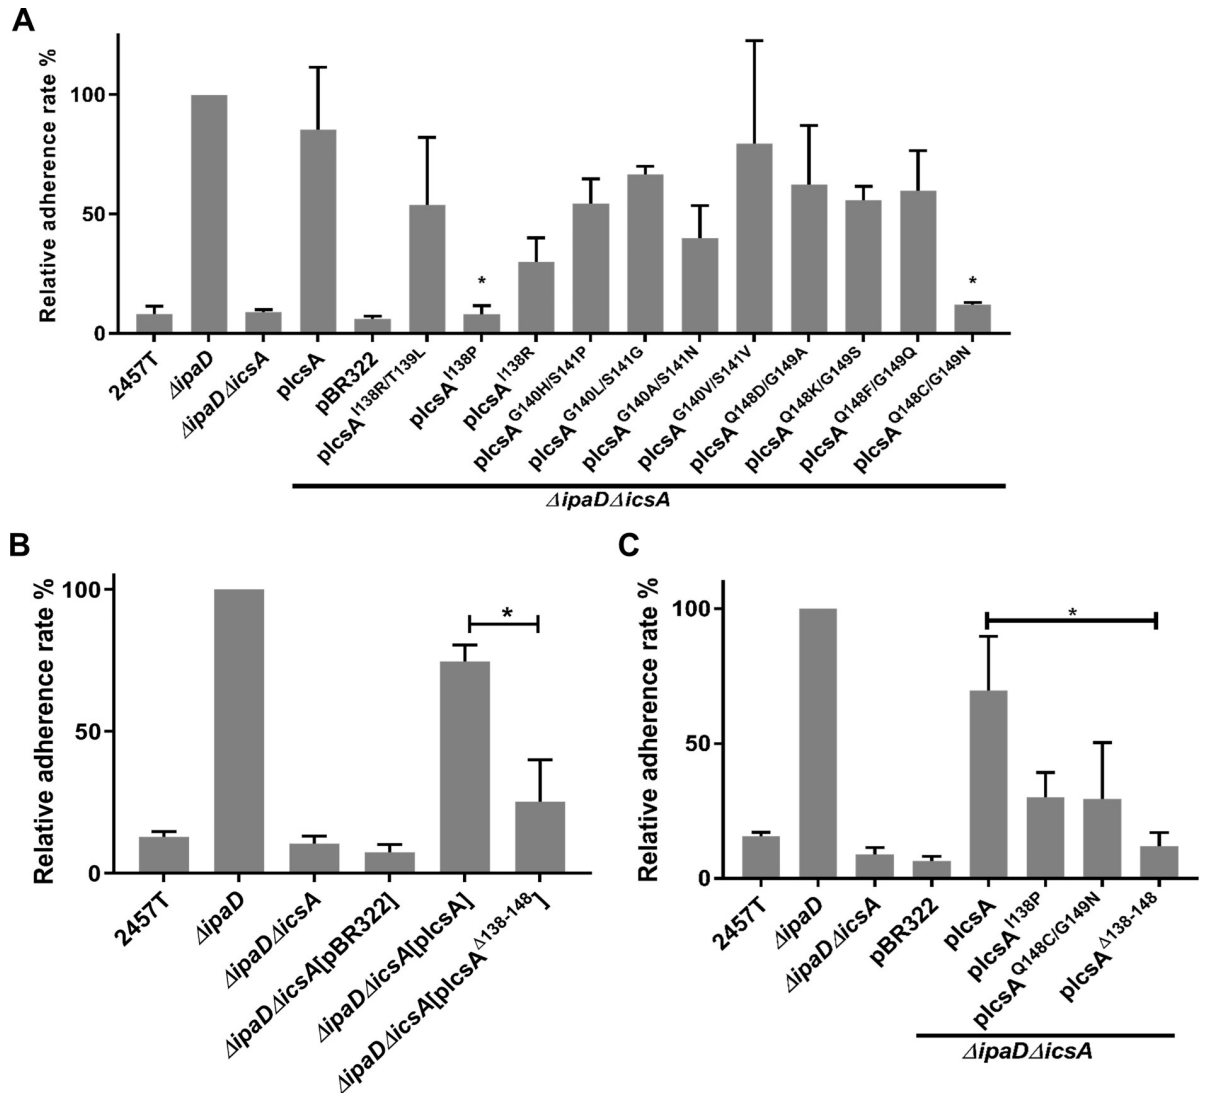 A
Relative adherence rate %
100
50
0
*
*
2457T
ΔipaD
ΔipaDΔicsA
pIcsA
pBR322
pIcsA^I138R/T139L
pIcsA^I138P
pIcsA^I138R
pIcsA^G140H/S141P
pIcsA^G140L/S141G
pIcsA^G140A/S141N
pIcsA^G140V/S141V
pIcsA^Q148D/G149A
pIcsA^Q148K/G149S
pIcsA^Q148F/G149Q
pIcsA^Q148C/G149N
ΔipaDΔicsA
B
Relative adherence rate %
100
50
0
*
2457T
ΔipaD
ΔipaDΔicsA
ΔipaDΔicsA[pBR322]
ΔipaDΔicsA[pIcsA]
ΔipaDΔicsA[pIcsA^Δ138-148]
C
Relative adherence rate %
100
50
0
*
2457T
ΔipaD
ΔipaDΔicsA
pBR322
pIcsA
pIcsA^I138P
pIcsA^Q148C/G149N
pIcsA^Δ138-148
ΔipaDΔicsA